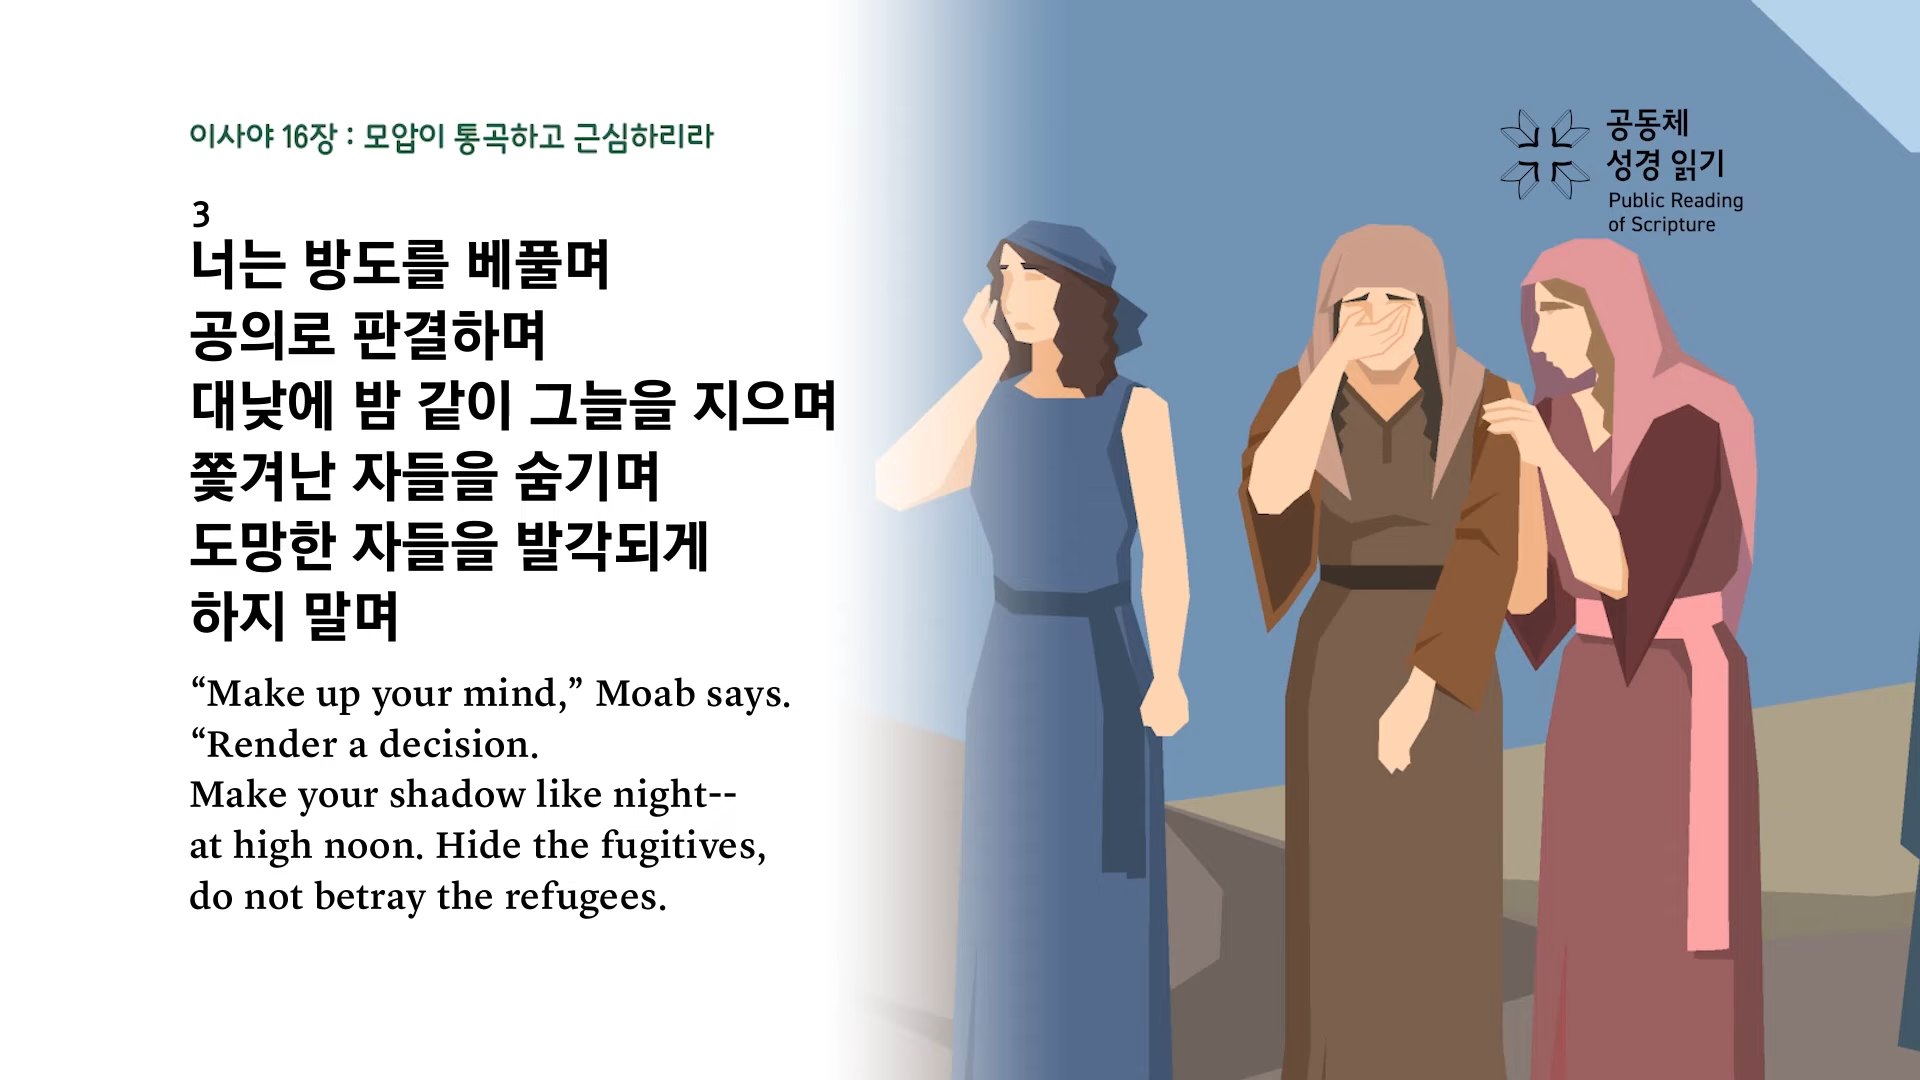 이사야 16장 : 모압이 통곡하고 근심하리라
3
너는 방도를 베풀며
공의로 판결하며
대낮에 밤 같이 그늘을 지으며
쫓겨난 자들을 숨기며
도망한 자들을 발각되게
하지 말며
“Make up your mind,” Moab says.
“Render a decision.
Make your shadow like night--
at high noon. Hide the fugitives,
do not betray the refugees.
공동체
성경 읽기
Public Reading
of Scripture